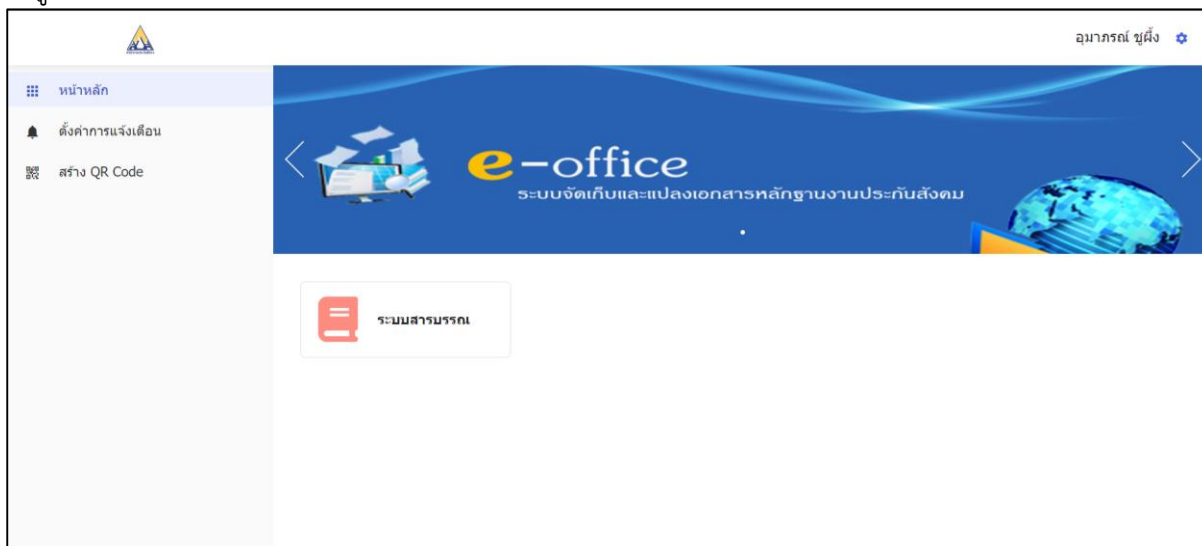 อุมาภรณ์ ชูผึ้ง
หน้าหลัก
ตั้งค่าการแจ้งเตือน
สร้าง QR Code
e-office
ระบบจัดเก็บและแปลงเอกสารหลักฐานงานประกันสังคม
ระบบสารบรรณ